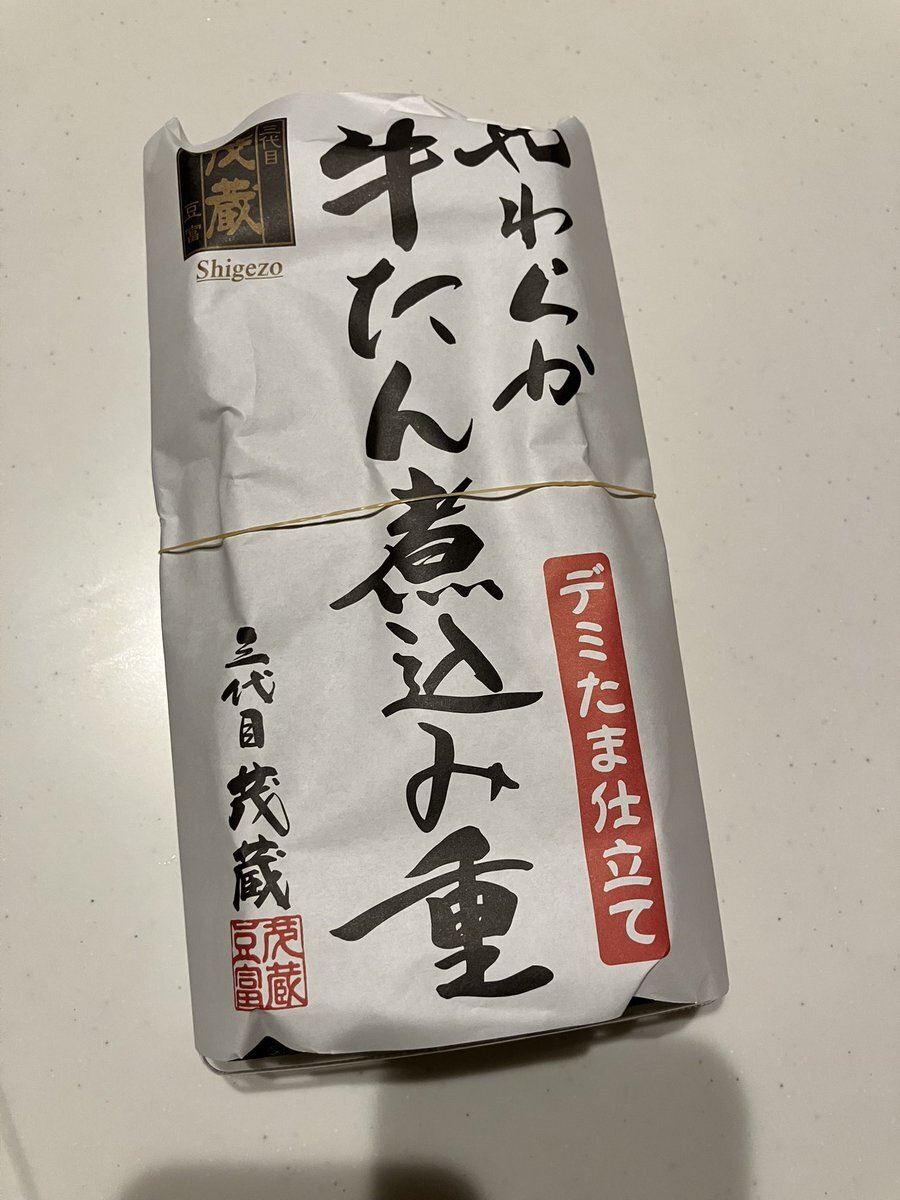 やわらか
牛たん煮込み重
デミたま仕立て
三代目
茂蔵
豆富
Shigezo
三代目 茂蔵
茂蔵
豆富